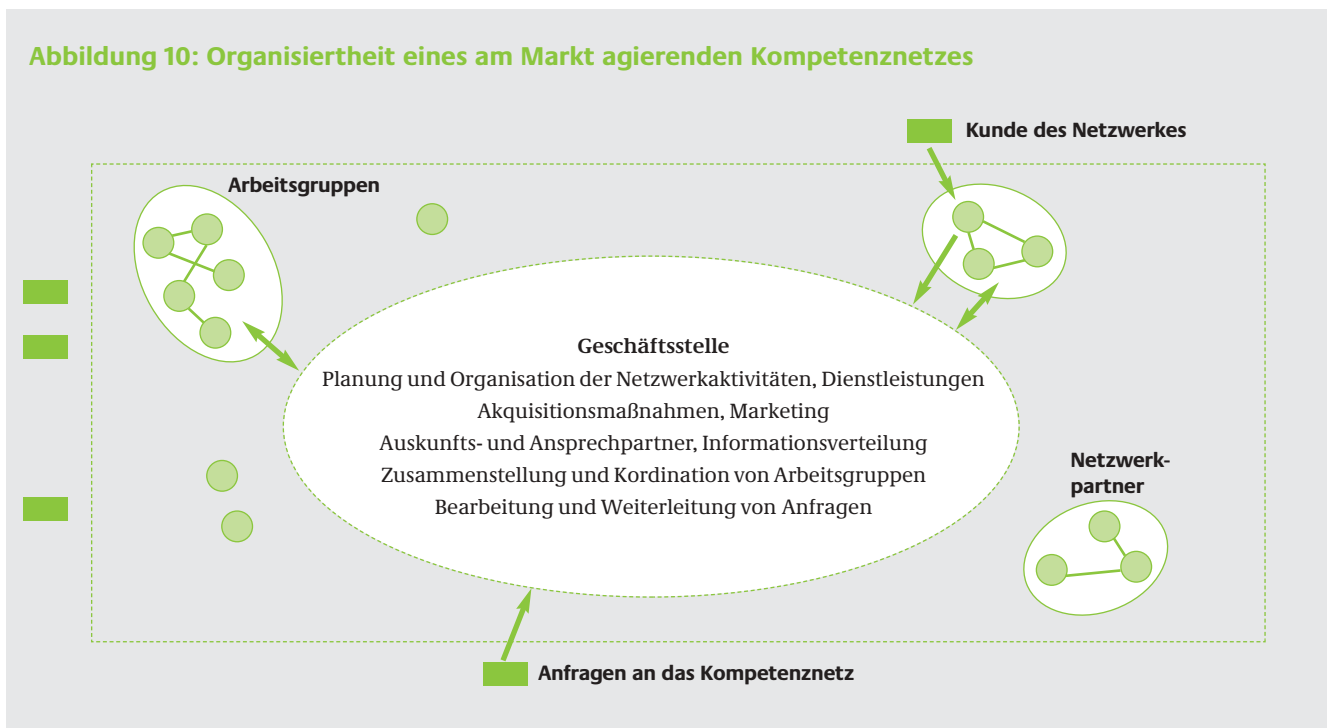 Abbildung 10: Organisiertheit eines am Markt agierenden Kompetenznetzes
Kunde des Netzwerkes
Arbeitsgruppen
Geschäftsstelle
Planung und Organisation der Netzwerkaktivitäten, Dienstleistungen
Akquisitionsmaßnahmen, Marketing
Auskunfts- und Ansprechpartner, Informationsverteilung
Zusammenstellung und Kordination von Arbeitsgruppen
Bearbeitung und Weiterleitung von Anfragen
Netzwerk-
partner
Anfragen an das Kompetenznetz